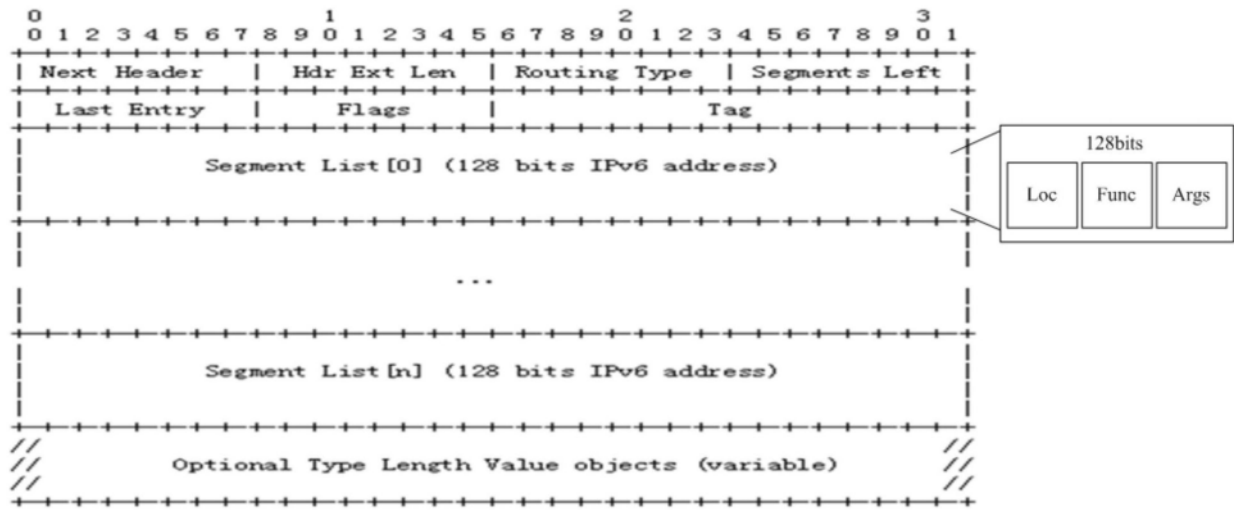 0 1 2 3
0 1 2 3 4 5 6 7 8 9 0 1 2 3 4 5 6 7 8 9 0 1 2 3 4 5 6 7 8 9 0 1
+-+-+-+-+-+-+-+-+-+-+-+-+-+-+-+-+-+-+-+-+-+-+-+-+-+-+-+-+-+-+-+-+
| Next Header | Hdr Ext Len | Routing Type | Segments Left |
+-+-+-+-+-+-+-+-+-+-+-+-+-+-+-+-+-+-+-+-+-+-+-+-+-+-+-+-+-+-+-+-+
| Last Entry | Flags | Tag |
+-+-+-+-+-+-+-+-+-+-+-+-+-+-+-+-+-+-+-+-+-+-+-+-+-+-+-+-+-+-+-+-+
Segment List[0] (128 bits IPv6 address)
128bits
Loc Func Args
+-+-+-+-+-+-+-+-+-+-+-+-+-+-+-+-+-+-+-+-+-+-+-+-+-+-+-+-+-+-+-+-+
...
+-+-+-+-+-+-+-+-+-+-+-+-+-+-+-+-+-+-+-+-+-+-+-+-+-+-+-+-+-+-+-+-+
Segment List[n] (128 bits IPv6 address)
+-+-+-+-+-+-+-+-+-+-+-+-+-+-+-+-+-+-+-+-+-+-+-+-+-+-+-+-+-+-+-+-+
// //
// Optional Type Length Value objects (variable) //
// //
+-+-+-+-+-+-+-+-+-+-+-+-+-+-+-+-+-+-+-+-+-+-+-+-+-+-+-+-+-+-+-+-+